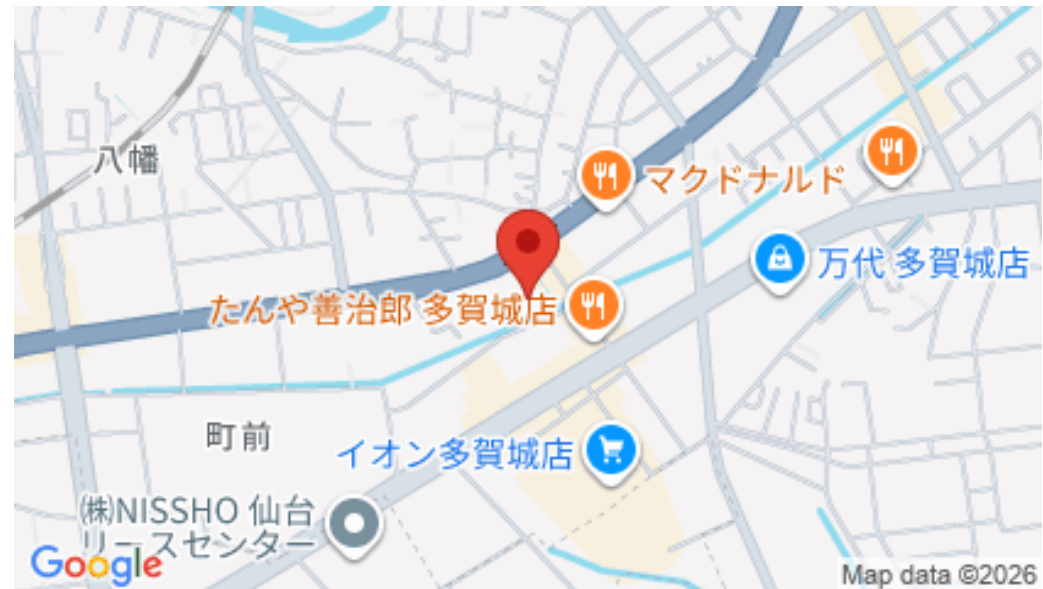 八幡
マクドナルド
万代 多賀城店
たんや善治郎 多賀城店
町前
イオン多賀城店
㈱NISSHO 仙台
リースセンター
Google
Map data ©2026